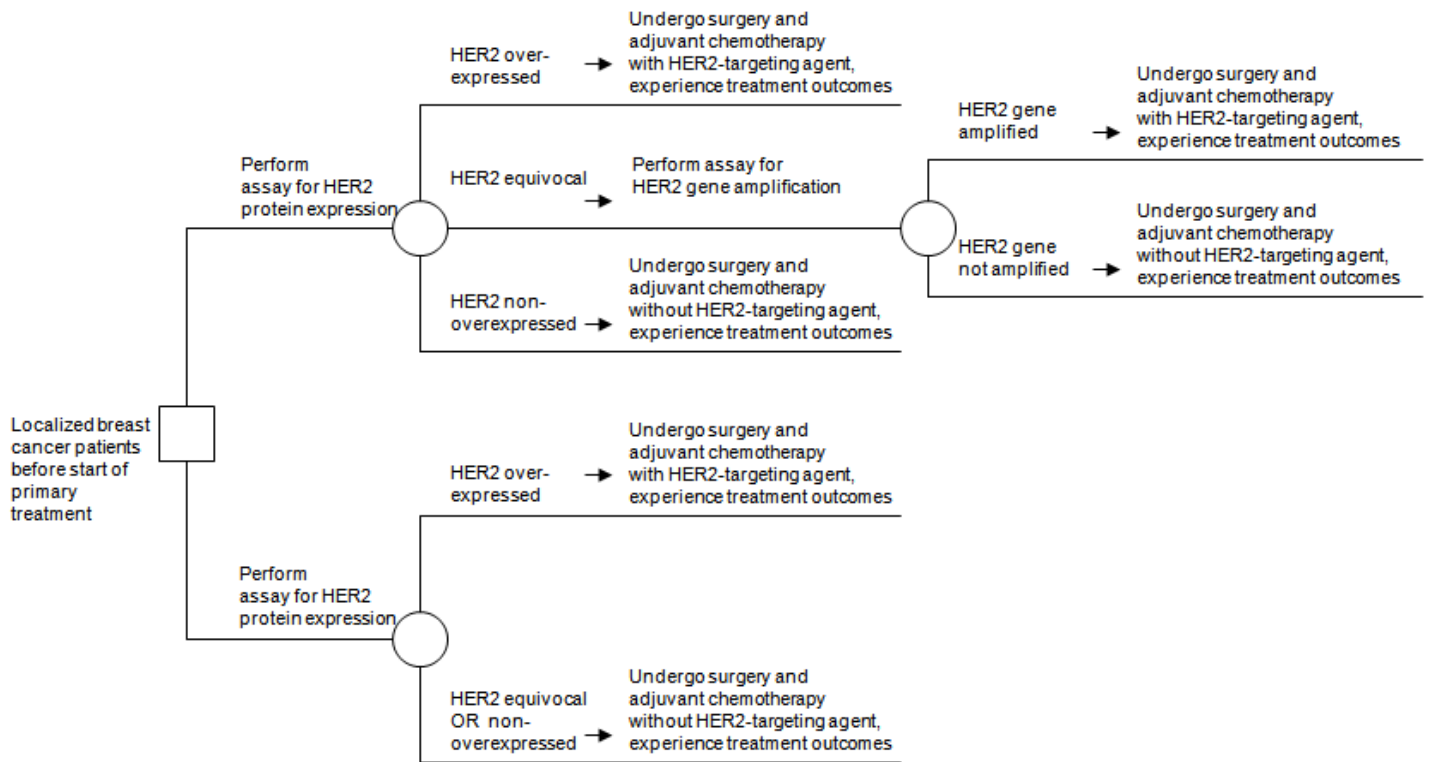 Localized breast
cancer patients
before start of
primary
treatment
Perform
assay for HER2
protein expression
HER2 over-
expressed
Undergo surgery and
adjuvant chemotherapy
with HER2-targeting agent,
experience treatment outcomes
HER2 equivocal
Perform assay for
HER2 gene amplification
HER2 gene
amplified
Undergo surgery and
adjuvant chemotherapy
with HER2-targeting agent,
experience treatment outcomes
HER2 gene
not amplified
Undergo surgery and
adjuvant chemotherapy
without HER2-targeting agent,
experience treatment outcomes
HER2 non-
overexpressed
Undergo surgery and
adjuvant chemotherapy
without HER2-targeting agent,
experience treatment outcomes
Perform
assay for HER2
protein expression
HER2 over-
expressed
Undergo surgery and
adjuvant chemotherapy
with HER2-targeting agent,
experience treatment outcomes
HER2 equivocal
OR non-
overexpressed
Undergo surgery and
adjuvant chemotherapy
without HER2-targeting agent,
experience treatment outcomes